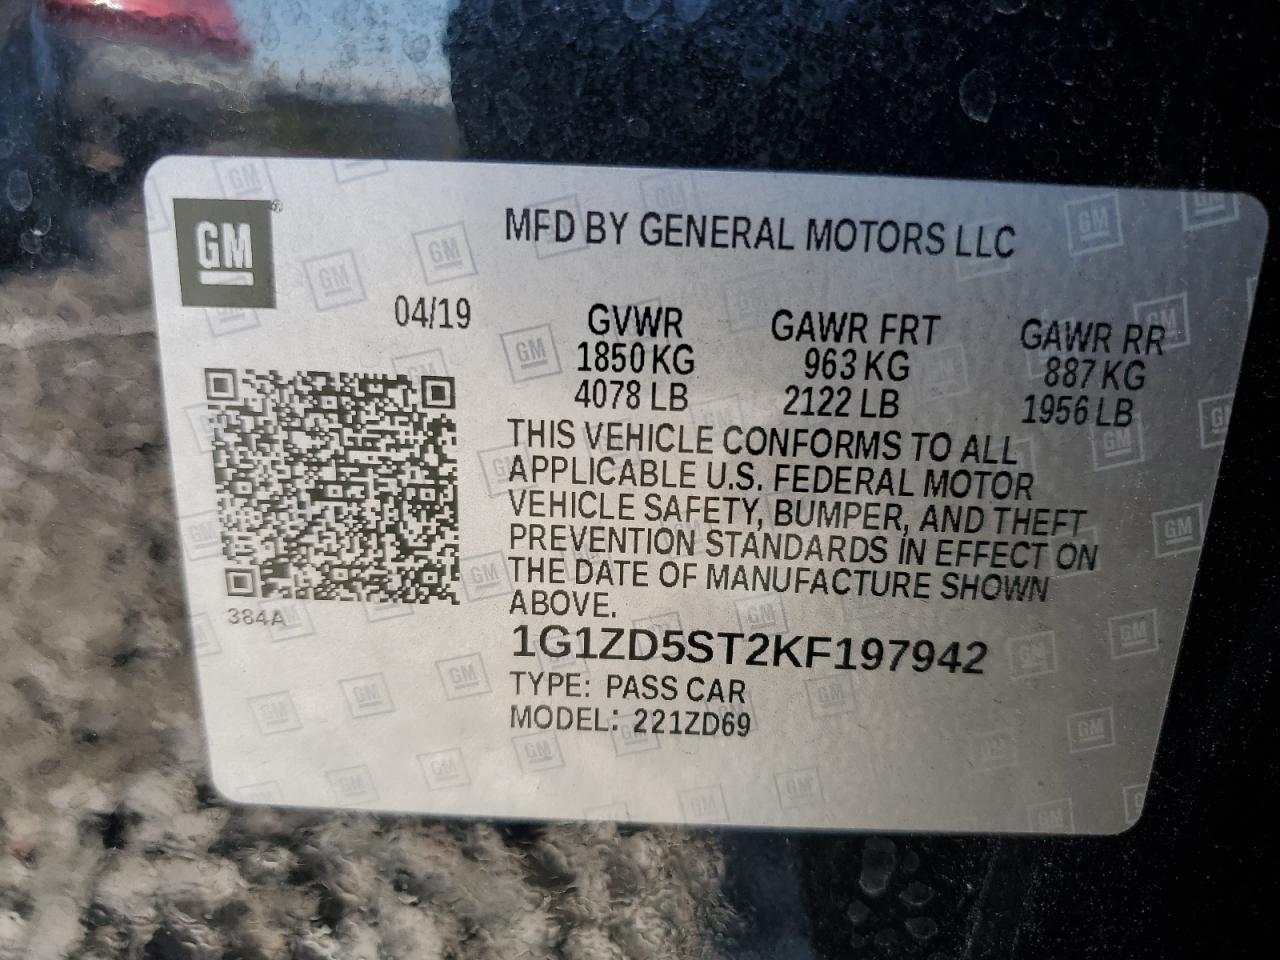 GM
MFD BY GENERAL MOTORS LLC
04/19
GVWR GAWR FRT GAWR RR
1850 KG 963 KG 887 KG
4078 LB 2122 LB 1956 LB
THIS VEHICLE CONFORMS TO ALL
APPLICABLE U.S. FEDERAL MOTOR
VEHICLE SAFETY, BUMPER, AND THEFT
PREVENTION STANDARDS IN EFFECT ON
THE DATE OF MANUFACTURE SHOWN
ABOVE.
384A
1G1ZD5ST2KF197942
TYPE: PASS CAR
MODEL: 221ZD69